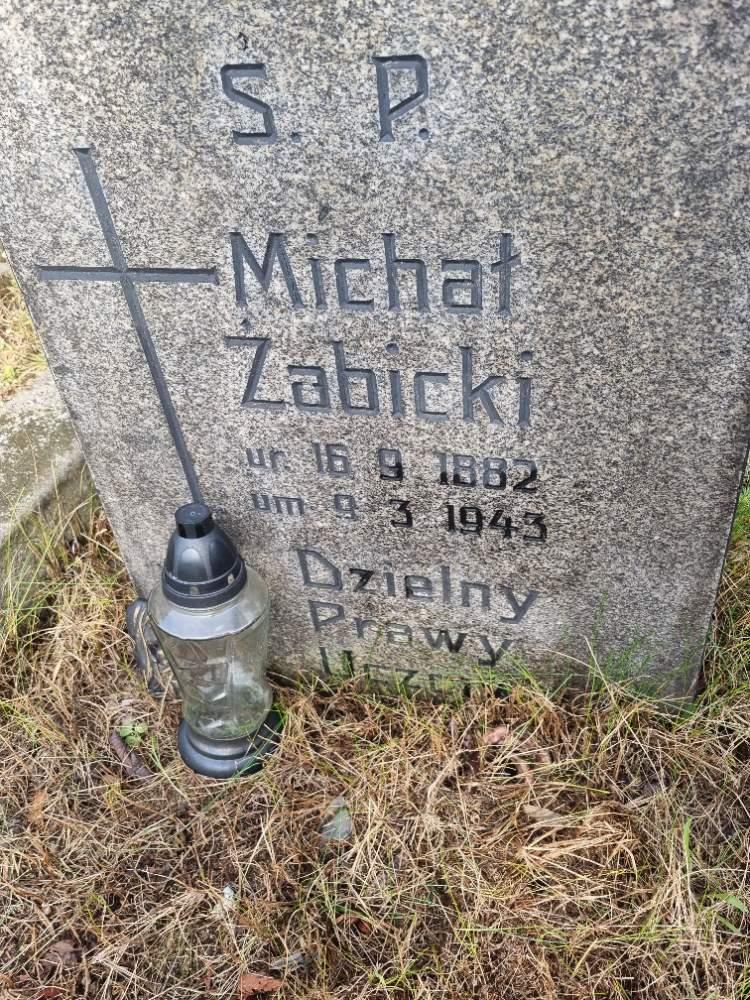 Ś. P.
Michał
Żabicki
ur. 16. 9 1882
um 9 3 1943
Dzielny
Prawy